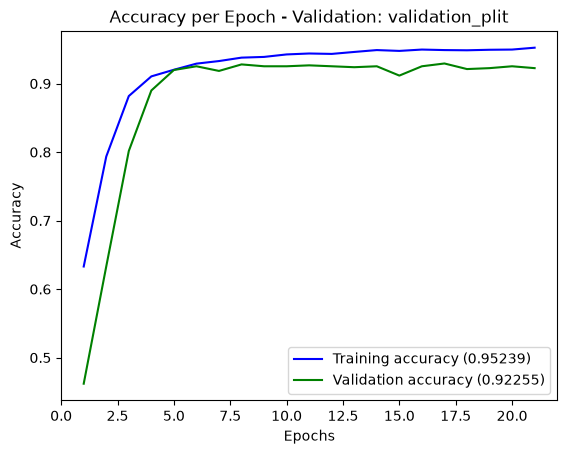 Accuracy per Epoch - Validation: validation_plit
Accuracy
0.9
0.8
0.7
0.6
0.5
Training accuracy (0.95239)
Validation accuracy (0.92255)
0.0 2.5 5.0 7.5 10.0 12.5 15.0 17.5 20.0
Epochs